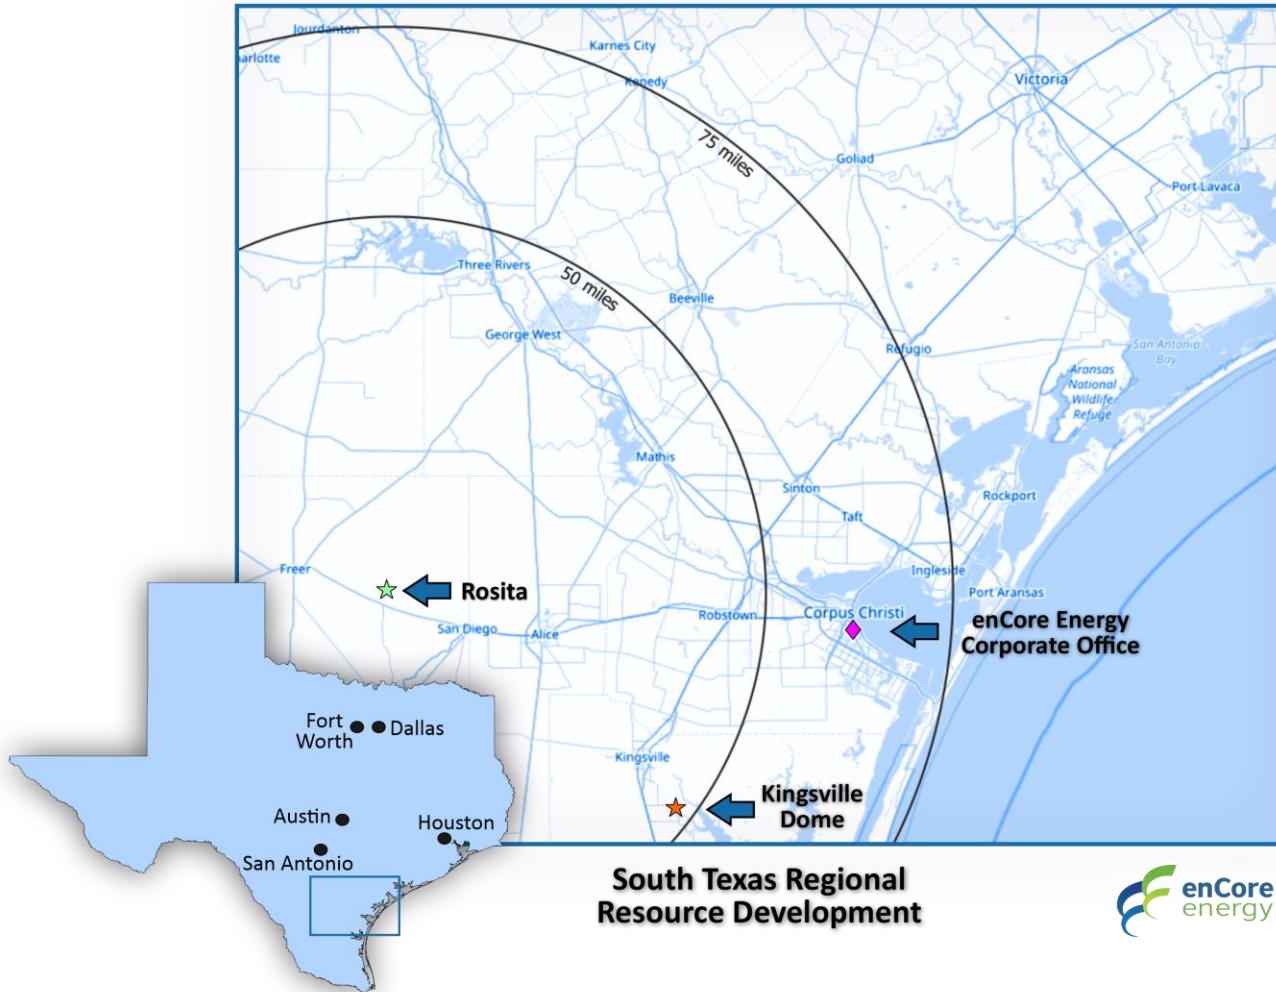 Jourdanton
arlotte
Karnes City
Kenedy
Victoria
75 miles
Goliad
Port Lavaca
Three Rivers
50 miles
Beeville
George West
Refugio
San Antonio
Bay
Aransas
National
Wildlife
Refuge
Mathis
Sinton
Rockport
Taft
Freer
Ingleside
Rosita
Port Aransas
Robstown
Corpus Christi
San Diego
Alice
enCore Energy
Corporate Office
Kingsville
Kingsville
Dome
Fort
Worth
Dallas
Austin
Houston
San Antonio
South Texas Regional
Resource Development
enCore
energy